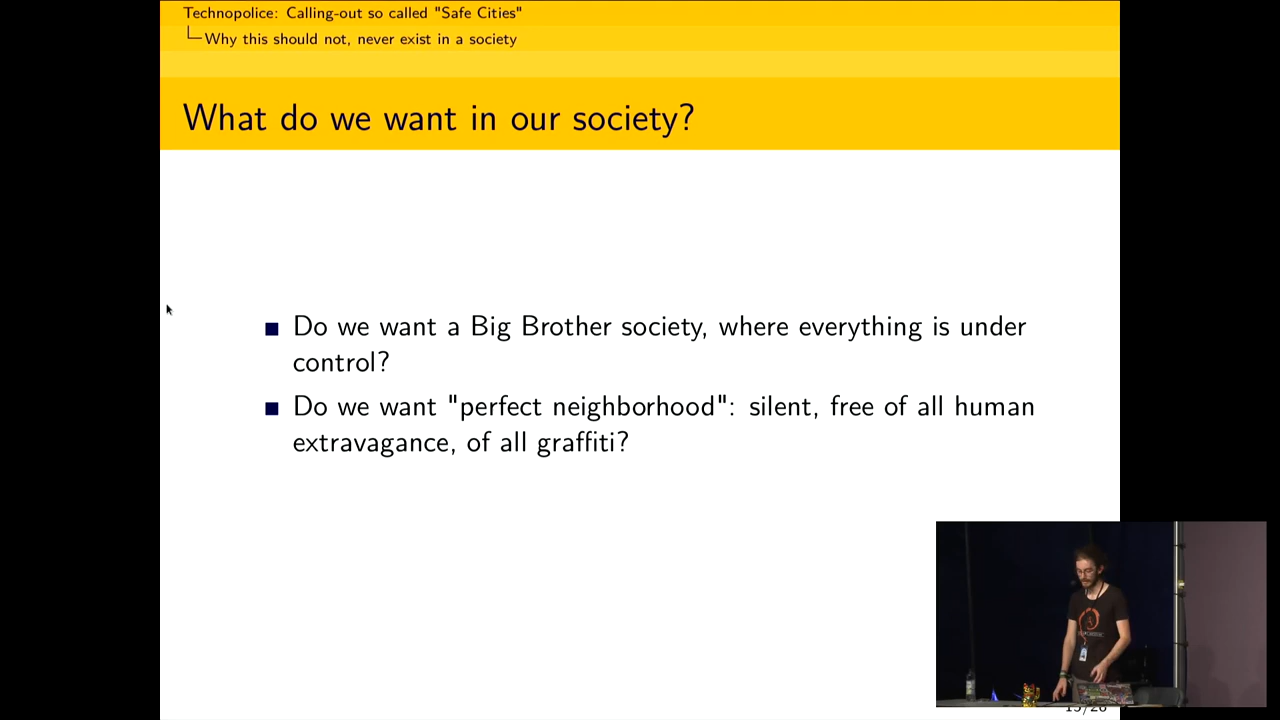 Technopolice: Calling-out so called "Safe Cities"
Why this should not, never exist in a society
What do we want in our society?
Do we want a Big Brother society, where everything is under
control?
Do we want "perfect neighborhood": silent, free of all human
extravagance, of all graffiti?